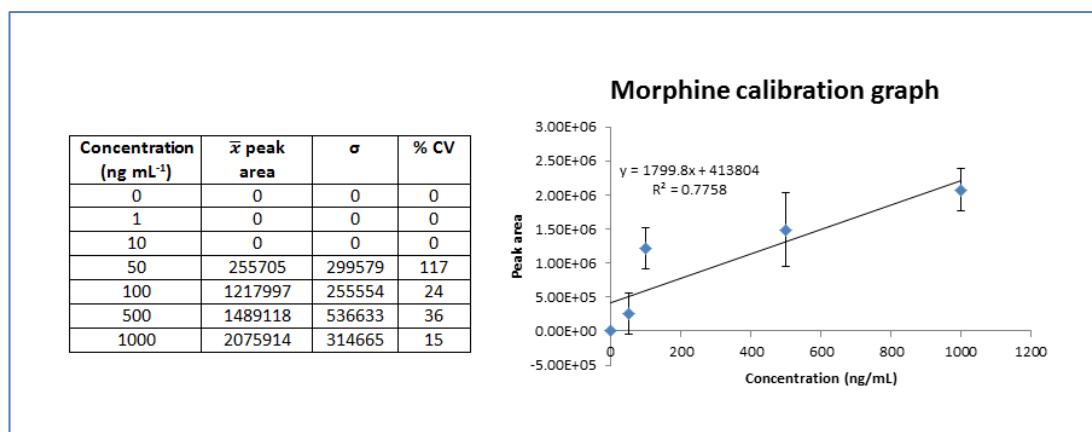 Morphine calibration graph
Concentration (ng mL⁻¹) x̅ peak area σ % CV
0 0 0 0
1 0 0 0
10 0 0 0
50 255705 299579 117
100 1217997 255554 24
500 1489118 536633 36
1000 2075914 314665 15
3.00E+06
2.50E+06
2.00E+06
1.50E+06
1.00E+06
5.00E+05
0.00E+00
-5.00E+05
y = 1799.8x + 413804
R² = 0.7758
Peak area
0 200 400 600 800 1000 1200
Concentration (ng/mL)